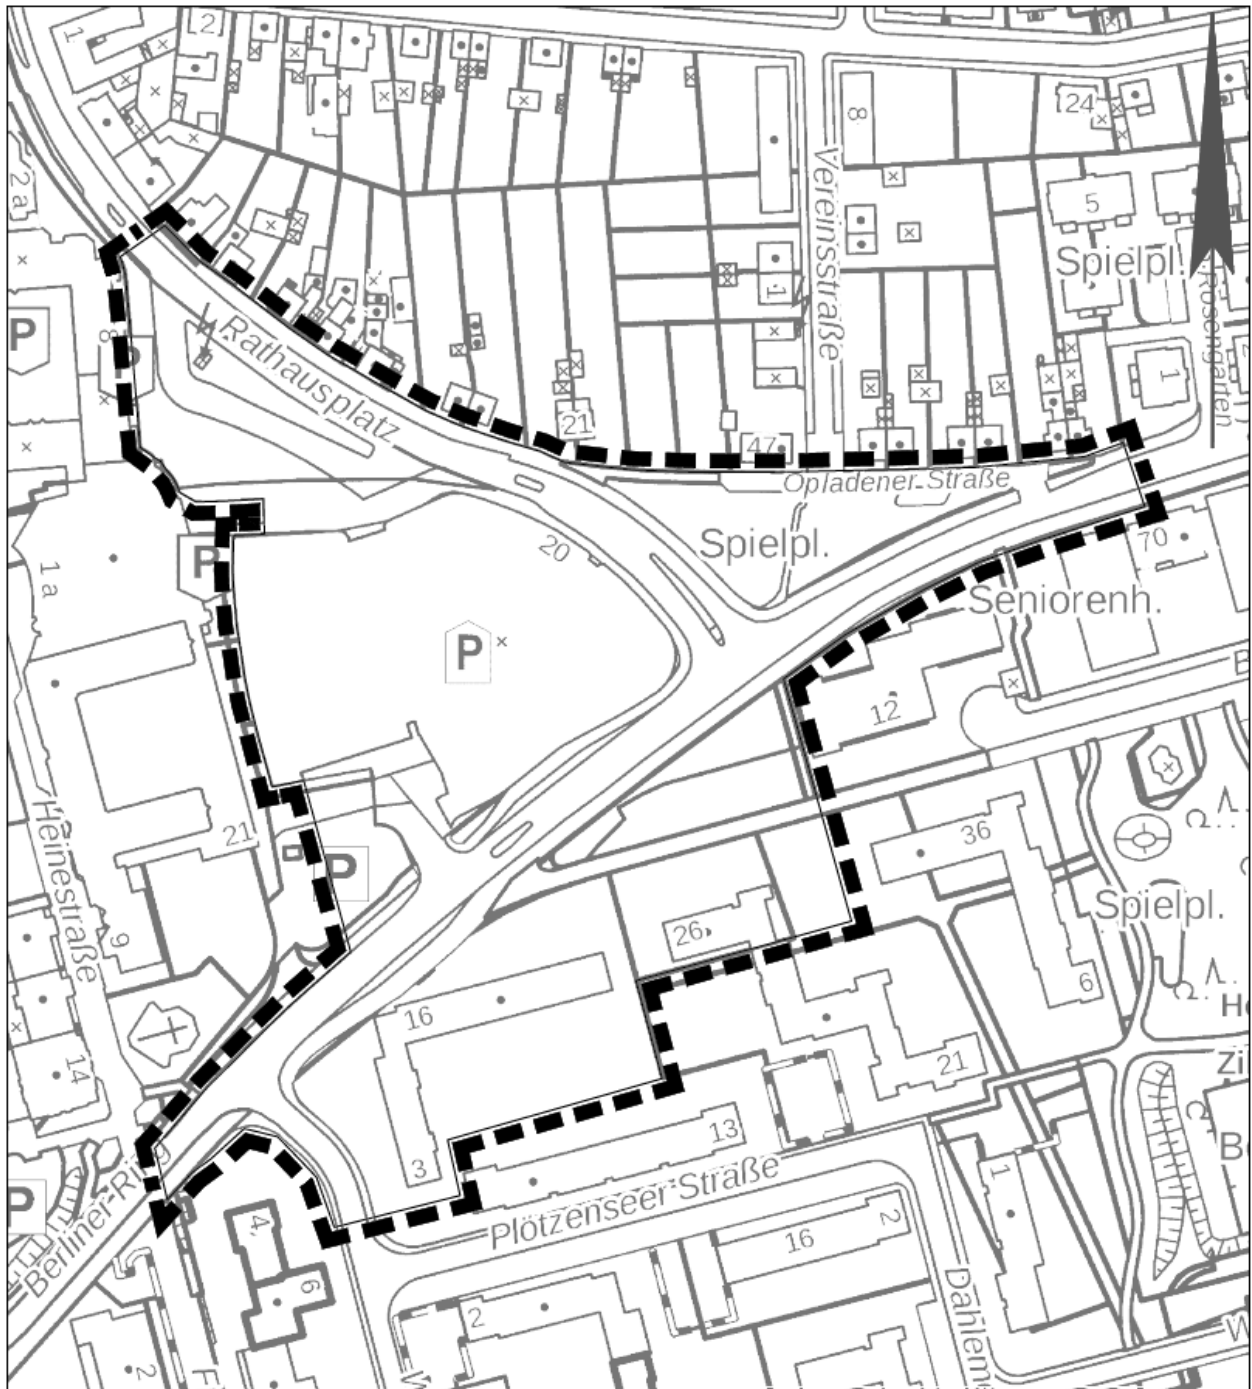 1
2
8
24
2a
5
Vereinsstraße
Spielpl.
Rosengarten
1
P
8
Rathausplatz
1
21
47
Opladener Straße
20
Spielpl.
70
P
1a
Seniorenh.
P
12
B
Heinestraße
21
36
P
Spielpl.
9
26
6
16
14
21
13
3
Berliner Ring
P
Plötzenseer Straße
4
1
2
16
6
2
Dahlem
2